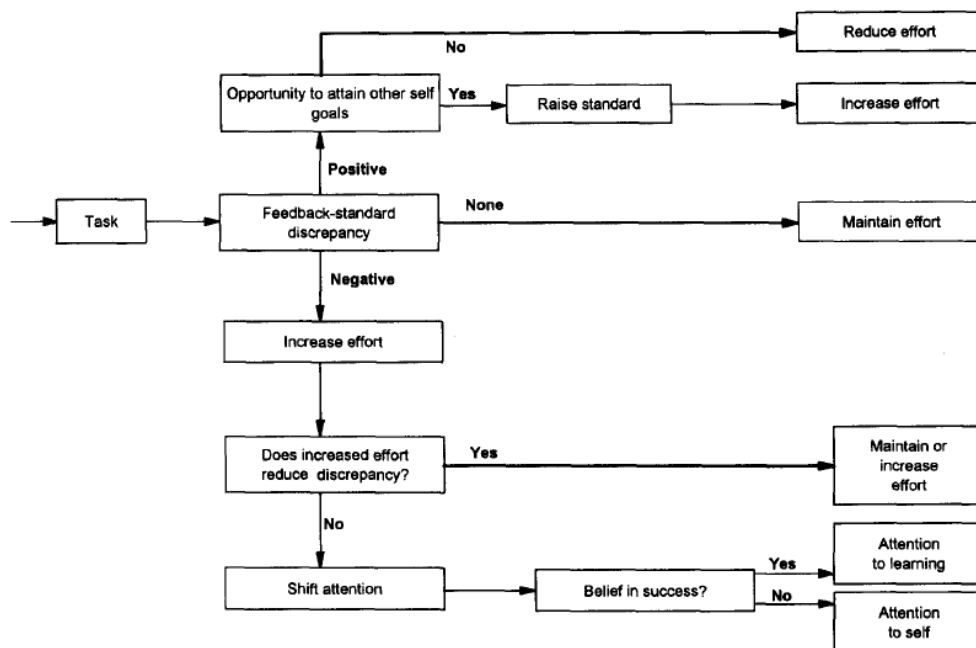 Reduce effort
No
Opportunity to attain other self
goals
Yes
Raise standard
Increase effort
Positive
Task
Feedback-standard
discrepancy
None
Maintain effort
Negative
Increase effort
Does increased effort
reduce discrepancy?
Yes
Maintain or
increase
effort
No
Shift attention
Belief in success?
Yes
Attention
to learning
No
Attention
to self